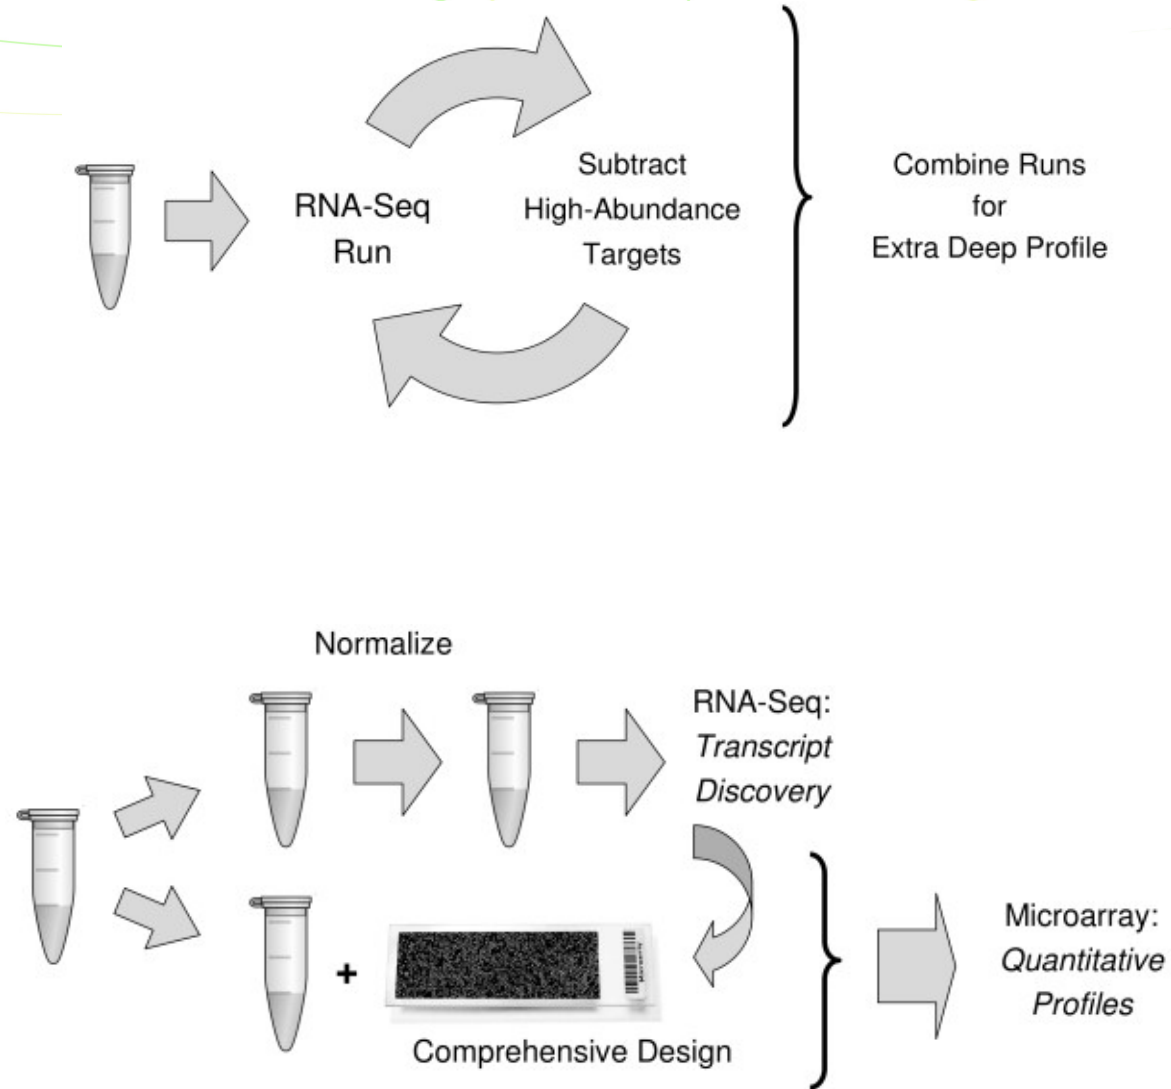 RNA-Seq
Run
Subtract
High-Abundance
Targets
Combine Runs
for
Extra Deep Profile
Normalize
RNA-Seq:
Transcript
Discovery
+
Comprehensive Design
Microarray:
Quantitative
Profiles